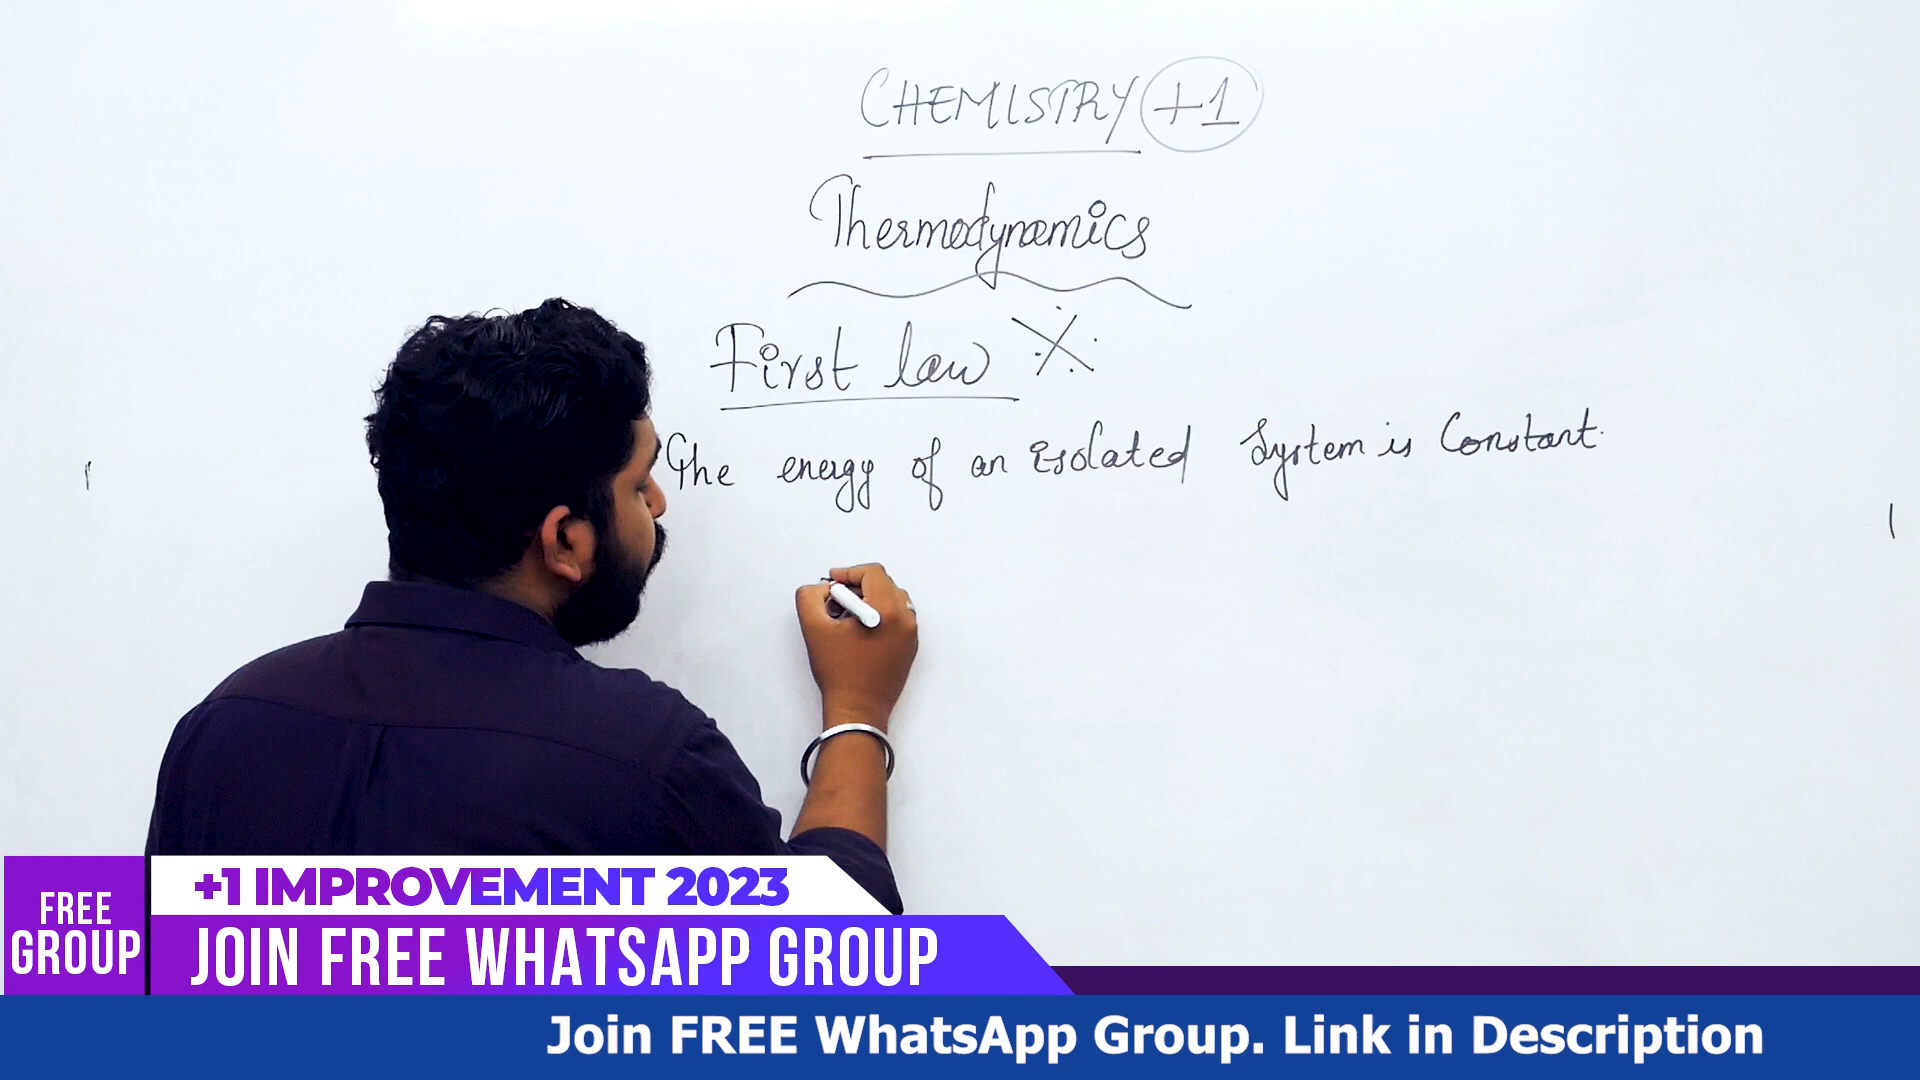 CHEMISTRY +1
Thermodynamics
First law
The energy of an isolated System is Constant.
FREE
GROUP
+1 IMPROVEMENT 2023
JOIN FREE WHATSAPP GROUP
Join FREE WhatsApp Group. Link in Description